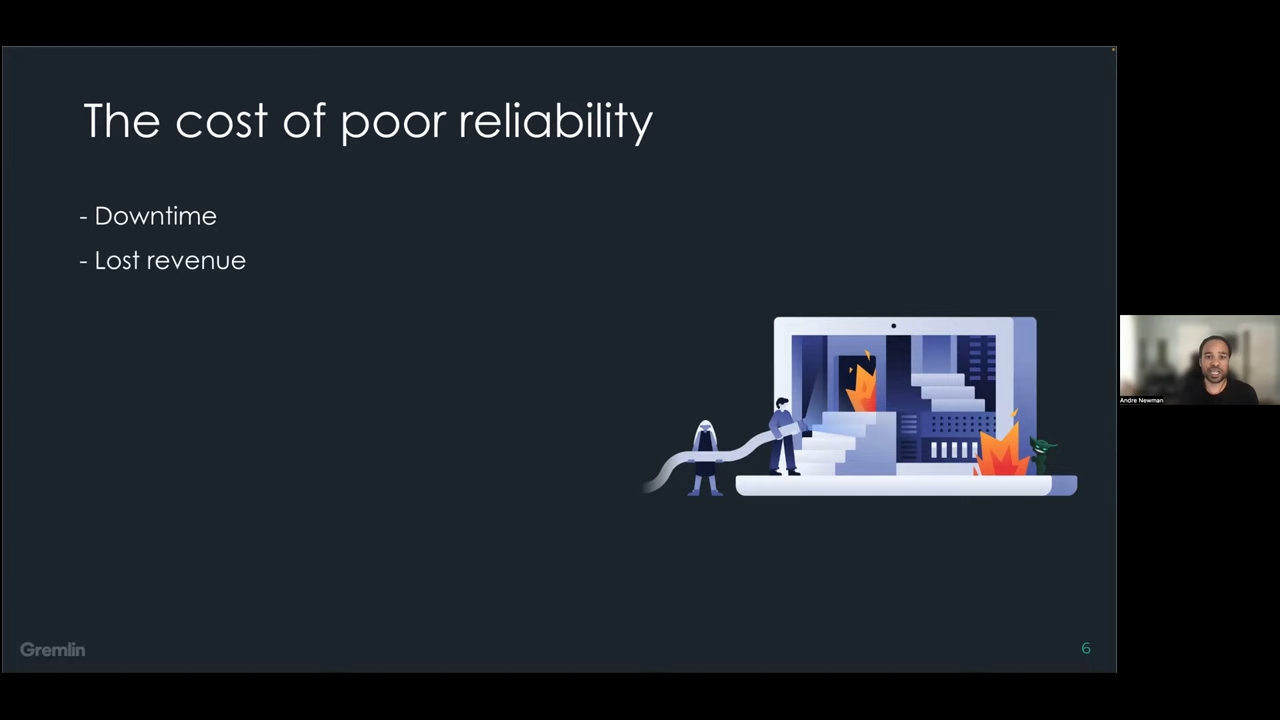 The cost of poor reliability
- Downtime
- Lost revenue
Andre Newman
Gremlin
6